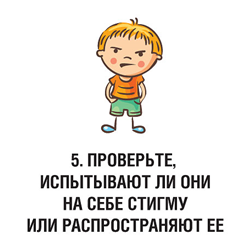 5. ПРОВЕРЬТЕ,
ИСПЫТЫВАЮТ ЛИ ОНИ
НА СЕБЕ СТИГМУ
ИЛИ РАСПРОСТРАНЯЮТ ЕЕ